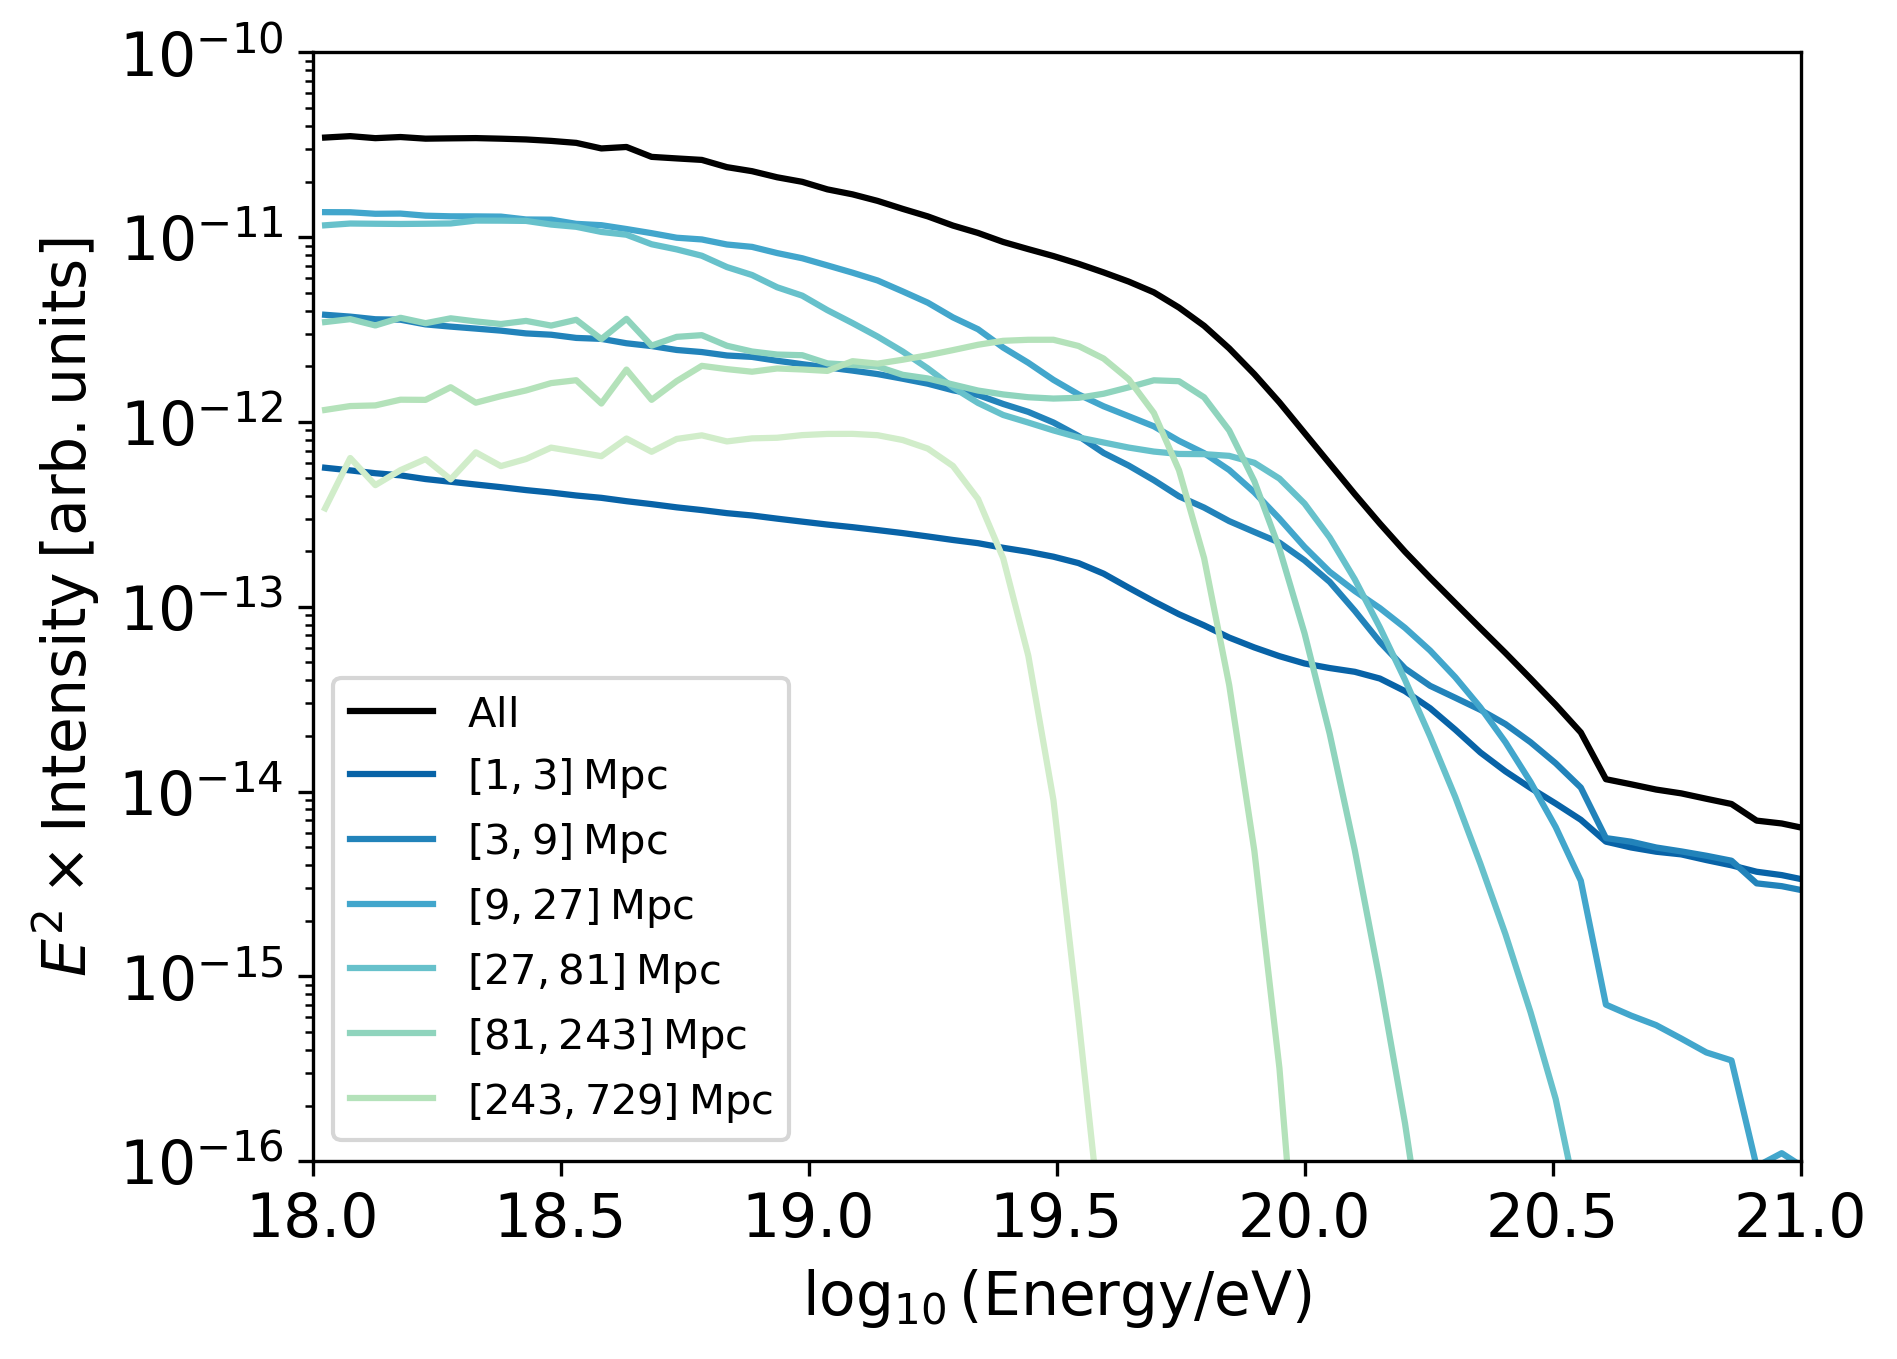 10⁻¹⁰
10⁻¹¹
10⁻¹²
10⁻¹³
10⁻¹⁴
10⁻¹⁵
10⁻¹⁶
E² × Intensity [arb. units]
All
[1, 3] Mpc
[3, 9] Mpc
[9, 27] Mpc
[27, 81] Mpc
[81, 243] Mpc
[243, 729] Mpc
18.0 18.5 19.0 19.5 20.0 20.5 21.0
log₁₀ (Energy/eV)